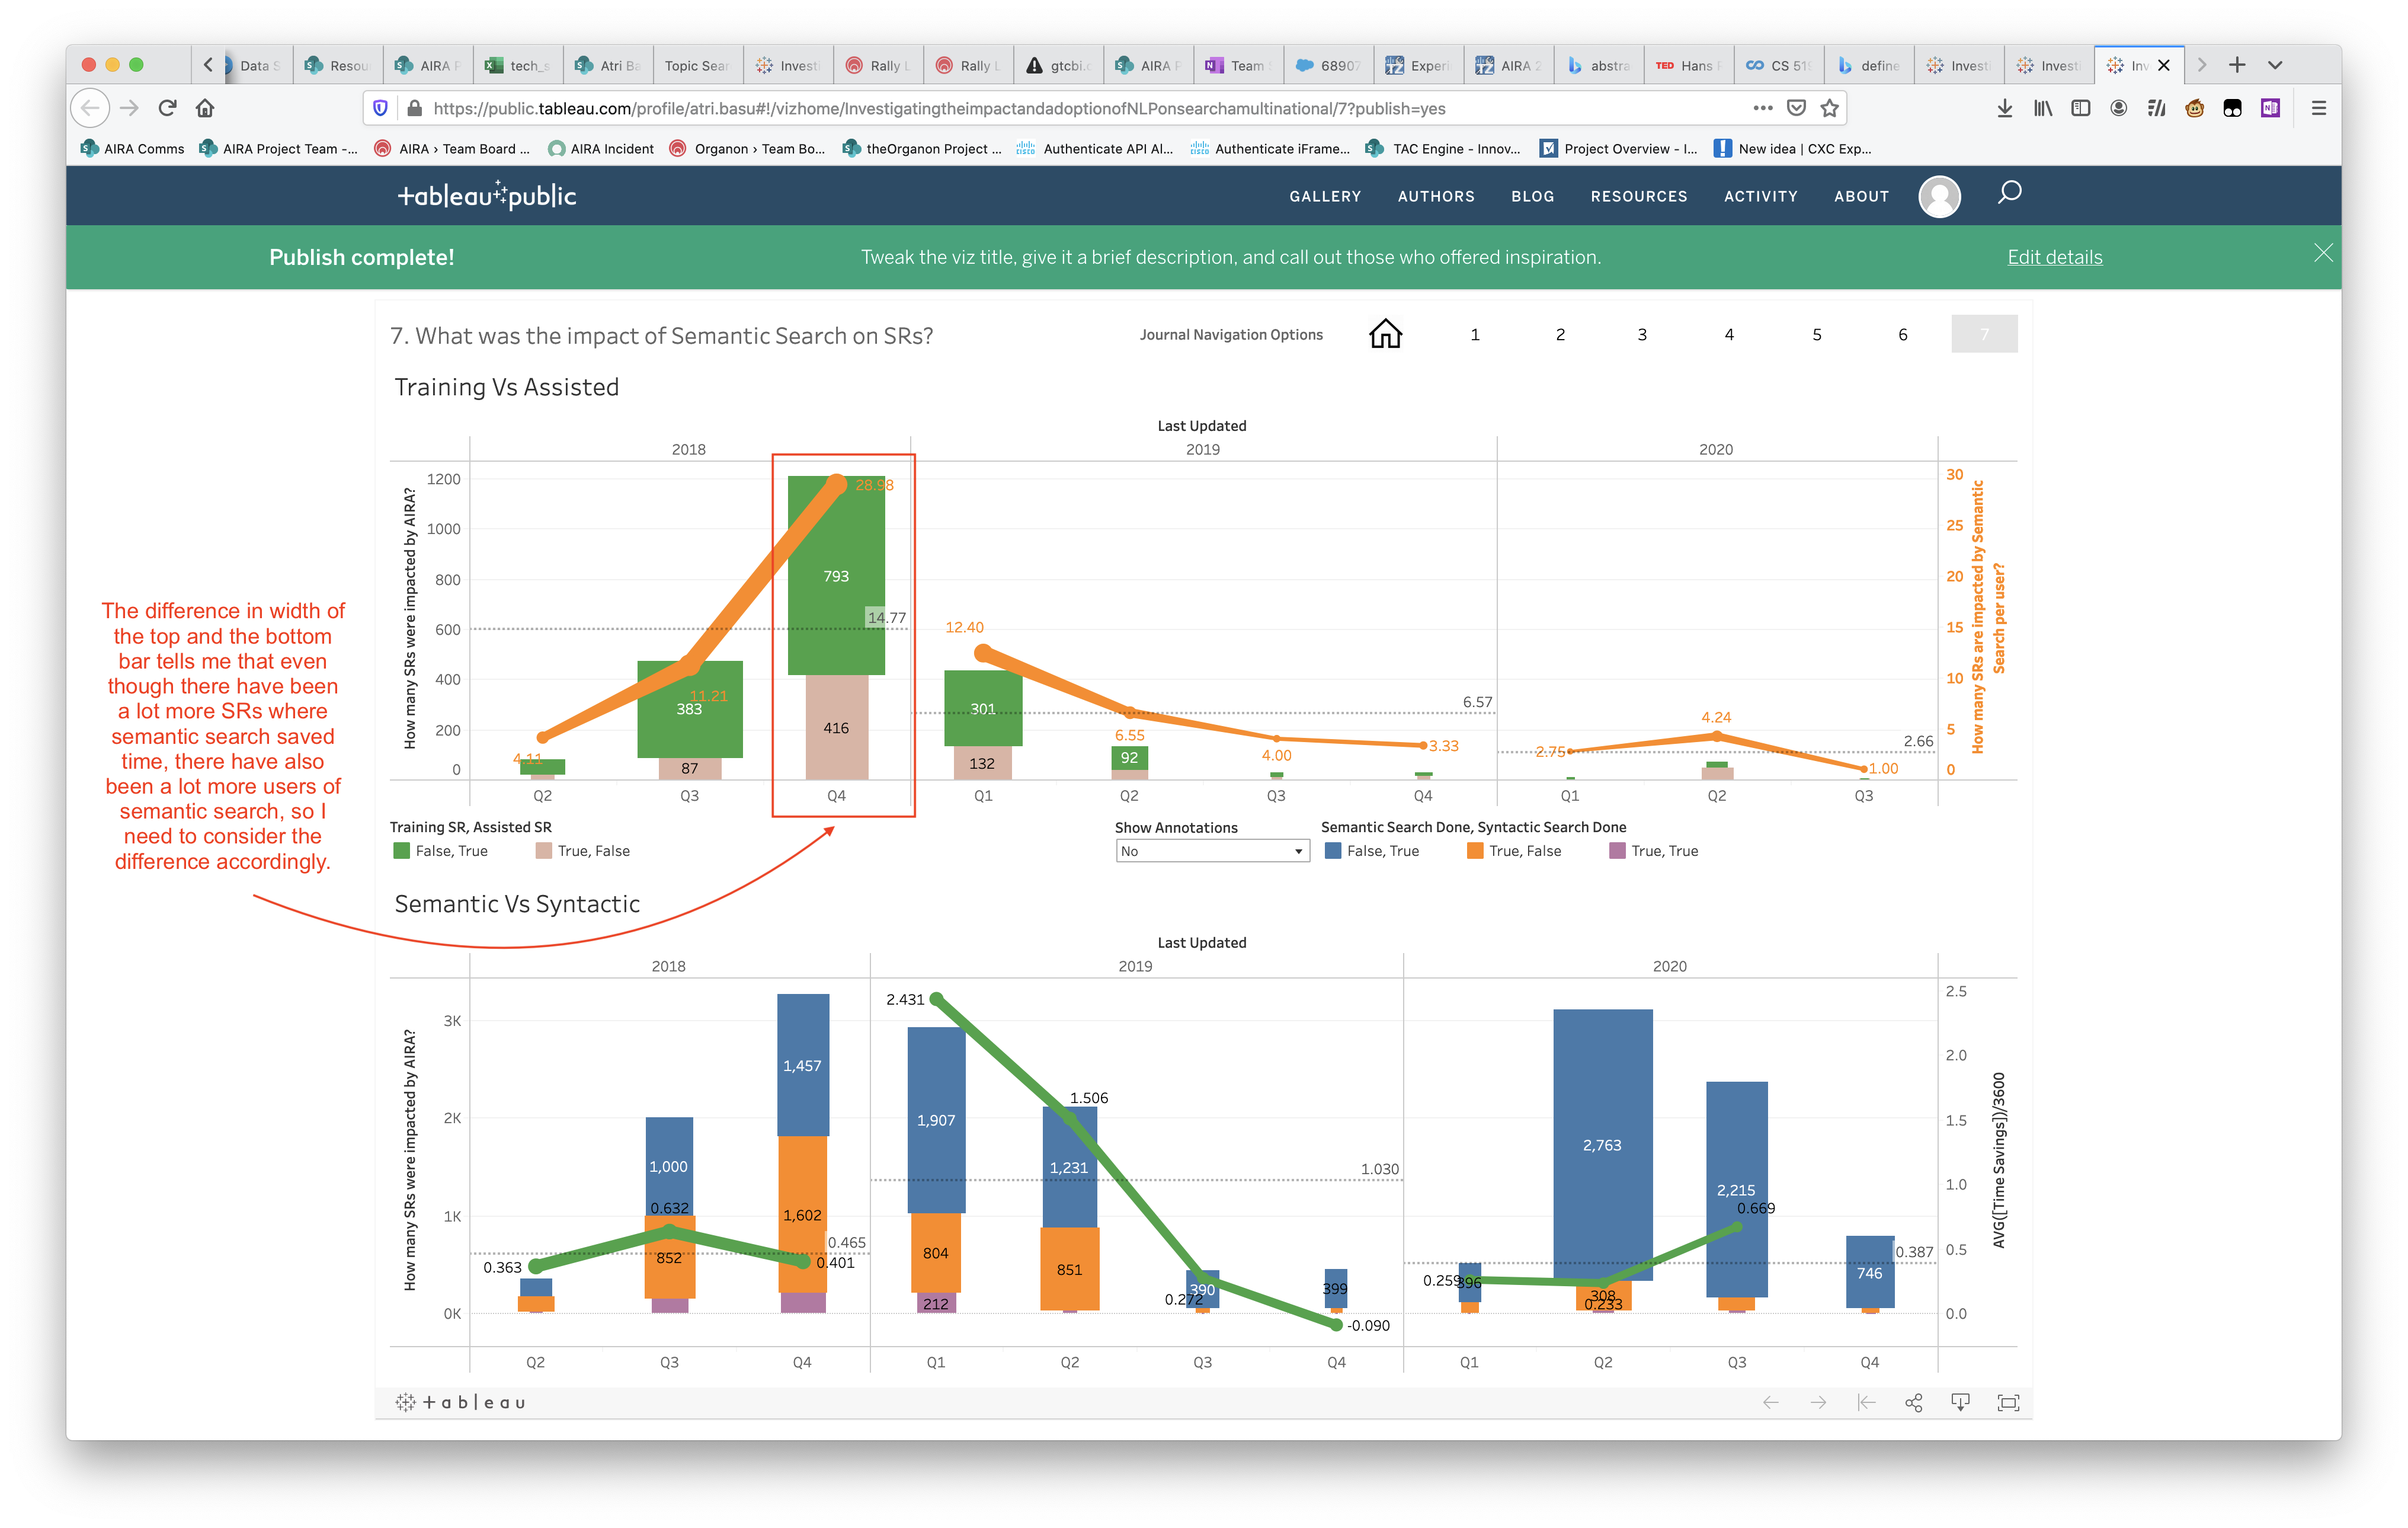 Data S
Resou
AIRA P
tech_s
Atri Ba
Topic Sear
Investi
Rally L
Rally L
gtcbi.c
AIRA P
Team
68907
Experi
AIRA 2
abstra
TED Hans R
CS 519
define
Investi
Investi
Inv
https://public.tableau.com/profile/atri.basu#!/vizhome/InvestigatingtheimpactandadoptionofNLPonsearchamultinational/7?publish=yes
AIRA Comms
AIRA Project Team -...
AIRA › Team Board ...
AIRA Incident
Organon › Team Bo...
theOrganon Project ...
Authenticate API AI...
Authenticate iFrame...
TAC Engine - Innov...
Project Overview - I...
New idea | CXC Exp...
+ableau public
GALLERY AUTHORS BLOG RESOURCES ACTIVITY ABOUT
Publish complete!
Tweak the viz title, give it a brief description, and call out those who offered inspiration.
Edit details
7. What was the impact of Semantic Search on SRs?
Journal Navigation Options
1 2 3 4 5 6 7
Training Vs Assisted
Last Updated
2018 2019 2020
How many SRs were impacted by AIRA?
1200
1000
800
600
400
200
0
30
25
20
15
10
5
0
How many SRs are impacted by Semantic
Search per user?
28.98
793
14.77
416
11.21
383
87
4.11
12.40
301
132
6.55
92
4.00
3.33
6.57
2.75
4.24
2.66
1.00
Q2 Q3 Q4 Q1 Q2 Q3 Q4 Q1 Q2 Q3
The difference in width of
the top and the bottom
bar tells me that even
though there have been
a lot more SRs where
semantic search saved
time, there have also
been a lot more users of
semantic search, so I
need to consider the
difference accordingly.
Training SR, Assisted SR
False, True
True, False
Show Annotations
No
Semantic Search Done, Syntactic Search Done
False, True
True, False
True, True
Semantic Vs Syntactic
Last Updated
2018 2019 2020
How many SRs were impacted by AIRA?
3K
2K
1K
0K
2.5
2.0
1.5
1.0
0.5
0.0
AVG([Time Savings])/3600
0.363
1,000
0.632
852
1,457
1,602
0.465
0.401
2.431
1,907
804
212
1.506
1,231
851
390
0.272
399
-0.090
1.030
0.259
396
2,763
308
0.233
2,215
0.669
746
0.387
Q2 Q3 Q4 Q1 Q2 Q3 Q4 Q1 Q2 Q3 Q4
+ableau